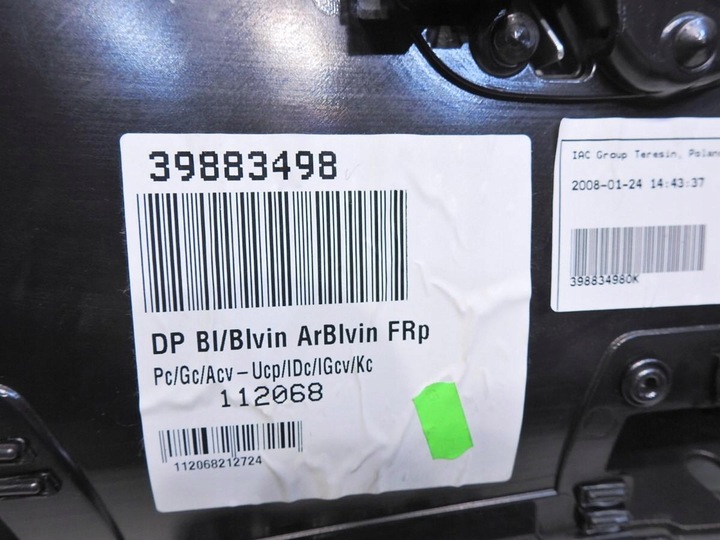 39883498
DP BI/Blvin ArBlvin FRp
Pc/Gc/Acv – Ucp/IDc/IGcv/Kc
112068
112068212724
IAC Group Teresin, Poland
2008-01-24 14:43:37
398834980K